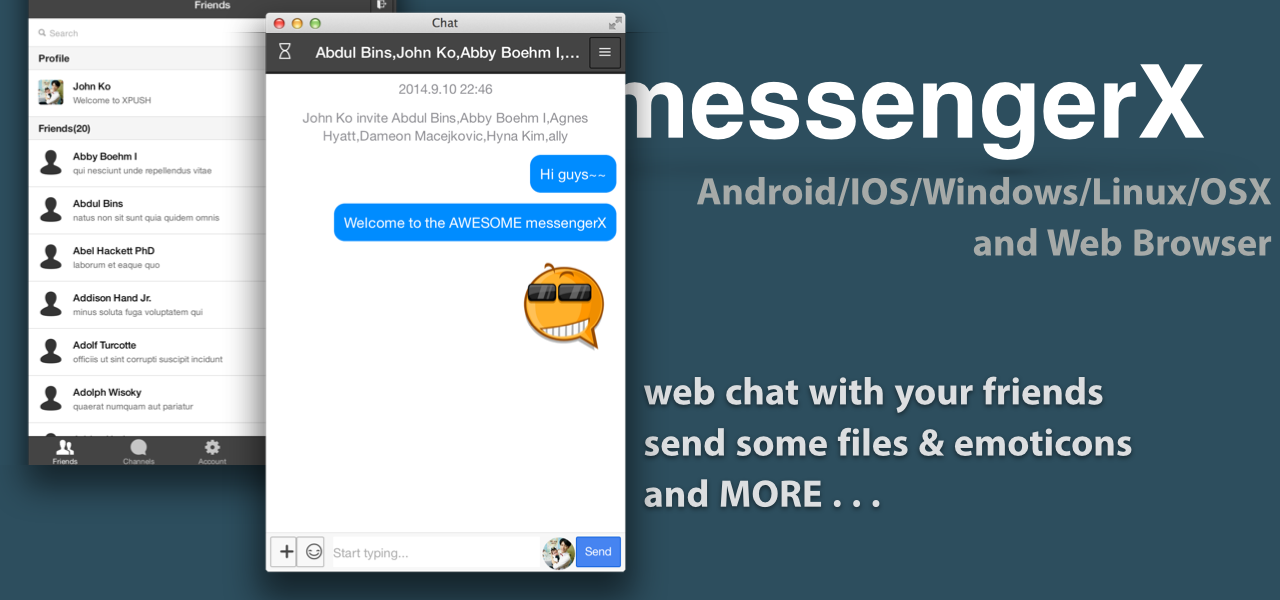 Friends
Search
Profile
John Ko
Welcome to XPUSH
Friends(20)
Abby Boehm I
qui nesciunt unde repellendus vitae
Abdul Bins
natus non sit sunt quia quidem omnis
Abel Hackett PhD
laborum et eaque quo
Addison Hand Jr.
minus soluta fuga voluptatem qui
Adolf Turcotte
officiis ut sint corrupti suscipit incidunt
Adolph Wisoky
quaerat numquam aut pariatur
Friends
Channels
Account
Chat
Abdul Bins,John Ko,Abby Boehm I,...
2014.9.10 22:46
John Ko invite Abdul Bins,Abby Boehm I,Agnes
Hyatt,Dameon Macejkovic,Hyna Kim,ally
Hi guys~~
Welcome to the AWESOME messengerX
Start typing...
Send
messengerX
Android/IOS/Windows/Linux/OSX
and Web Browser
web chat with your friends
send some files & emoticons
and MORE . . .